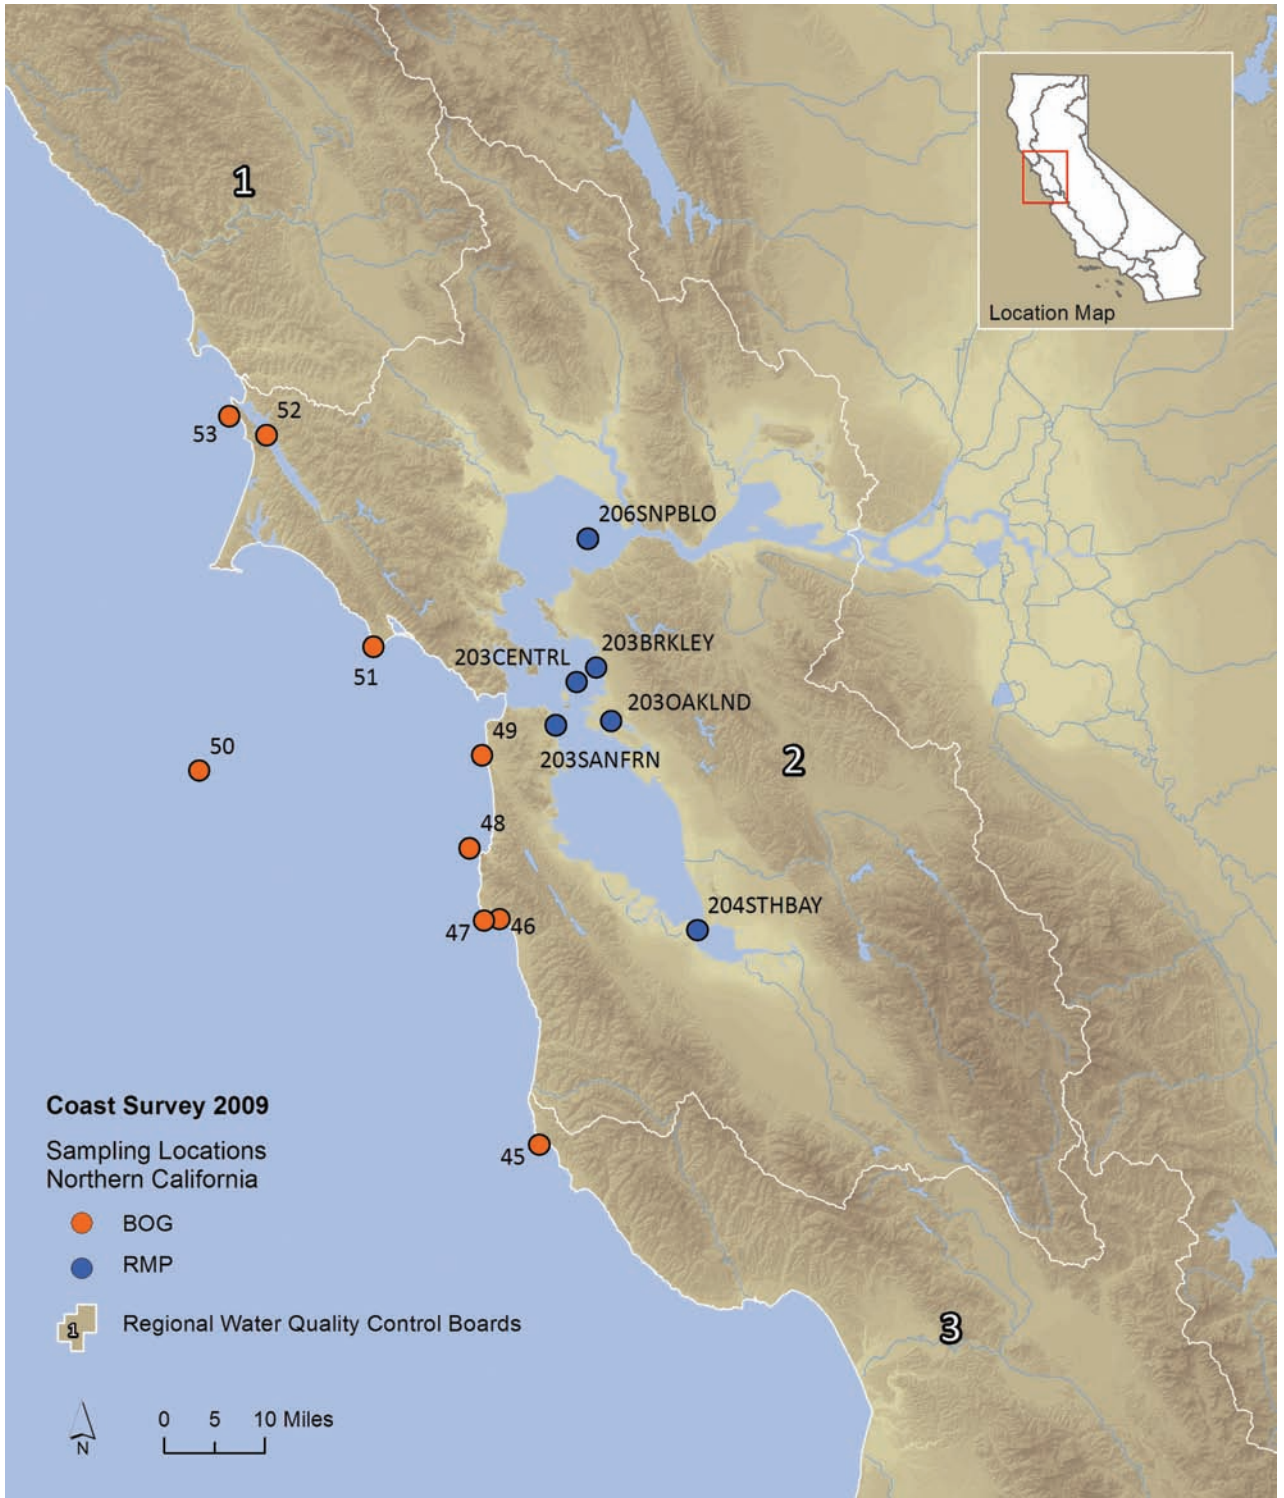 1
Location Map
52
53
206SNPBLO
203BRKLEY
203CENTRL
51
203OAKLND
49
50
203SANFRN
2
48
204STHBAY
47
46
Coast Survey 2009
Sampling Locations
Northern California
45
BOG
RMP
1
Regional Water Quality Control Boards
3
0 5 10 Miles
N